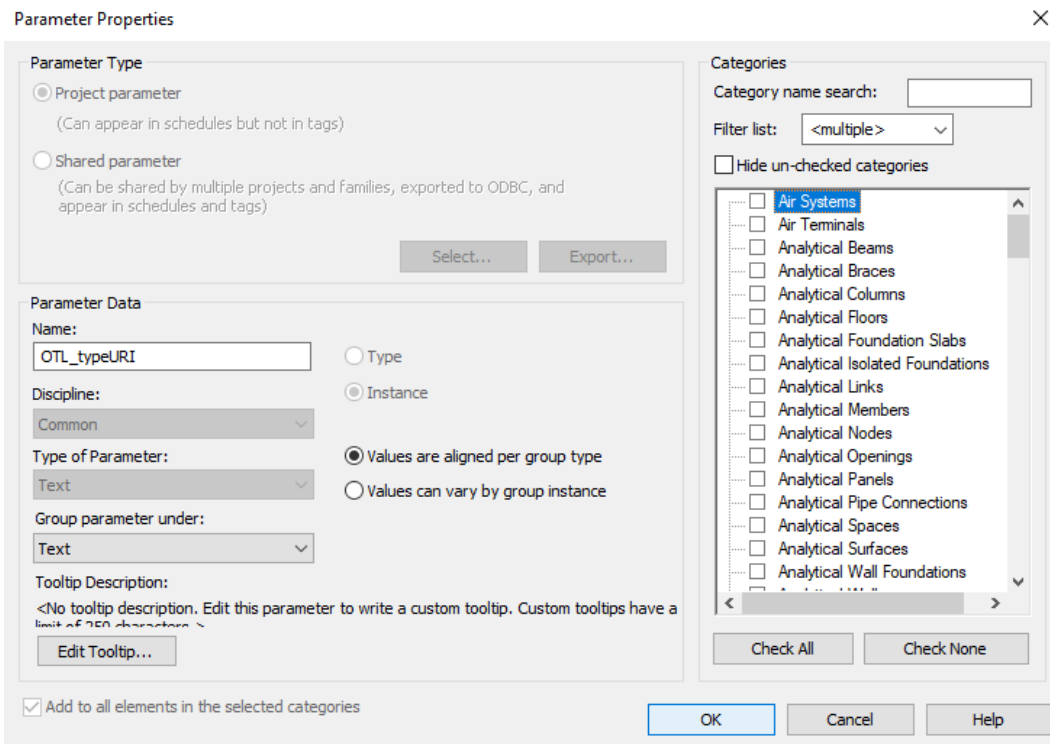 Parameter Properties
Parameter Type
Project parameter
(Can appear in schedules but not in tags)
Shared parameter
(Can be shared by multiple projects and families, exported to ODBC, and
appear in schedules and tags)
Select...
Export...
Parameter Data
Name:
OTL_typeURI
Type
Discipline:
Instance
Common
Type of Parameter:
Values are aligned per group type
Text
Values can vary by group instance
Group parameter under:
Text
Tooltip Description:
<No tooltip description. Edit this parameter to write a custom tooltip. Custom tooltips have a
limit of 250 characters. >
Edit Tooltip...
Add to all elements in the selected categories
Categories
Category name search:
Filter list:
<multiple>
Hide un-checked categories
Air Systems
Air Terminals
Analytical Beams
Analytical Braces
Analytical Columns
Analytical Floors
Analytical Foundation Slabs
Analytical Isolated Foundations
Analytical Links
Analytical Members
Analytical Nodes
Analytical Openings
Analytical Panels
Analytical Pipe Connections
Analytical Spaces
Analytical Surfaces
Analytical Wall Foundations
Check All
Check None
OK
Cancel
Help